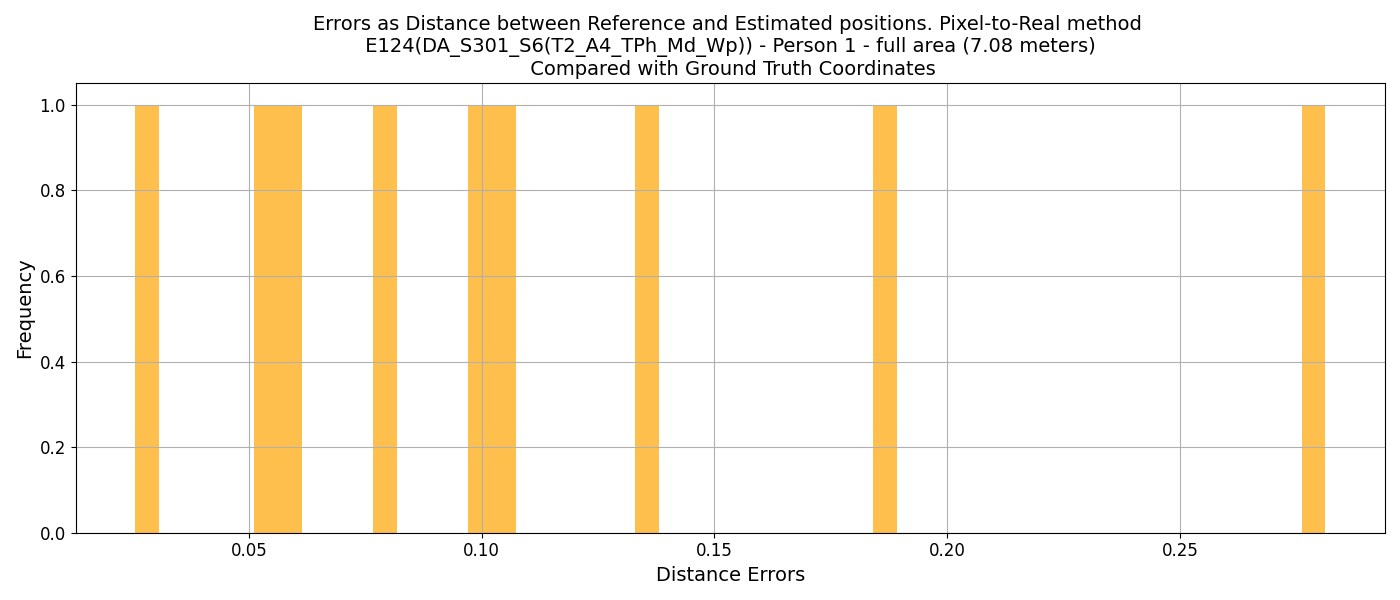 Errors as Distance between Reference and Estimated positions. Pixel-to-Real method
E124(DA_S301_S6(T2_A4_TPh_Md_Wp)) - Person 1 - full area (7.08 meters)
Compared with Ground Truth Coordinates
1.0
0.8
0.6
0.4
0.2
0.0
Frequency
0.05 0.10 0.15 0.20 0.25
Distance Errors